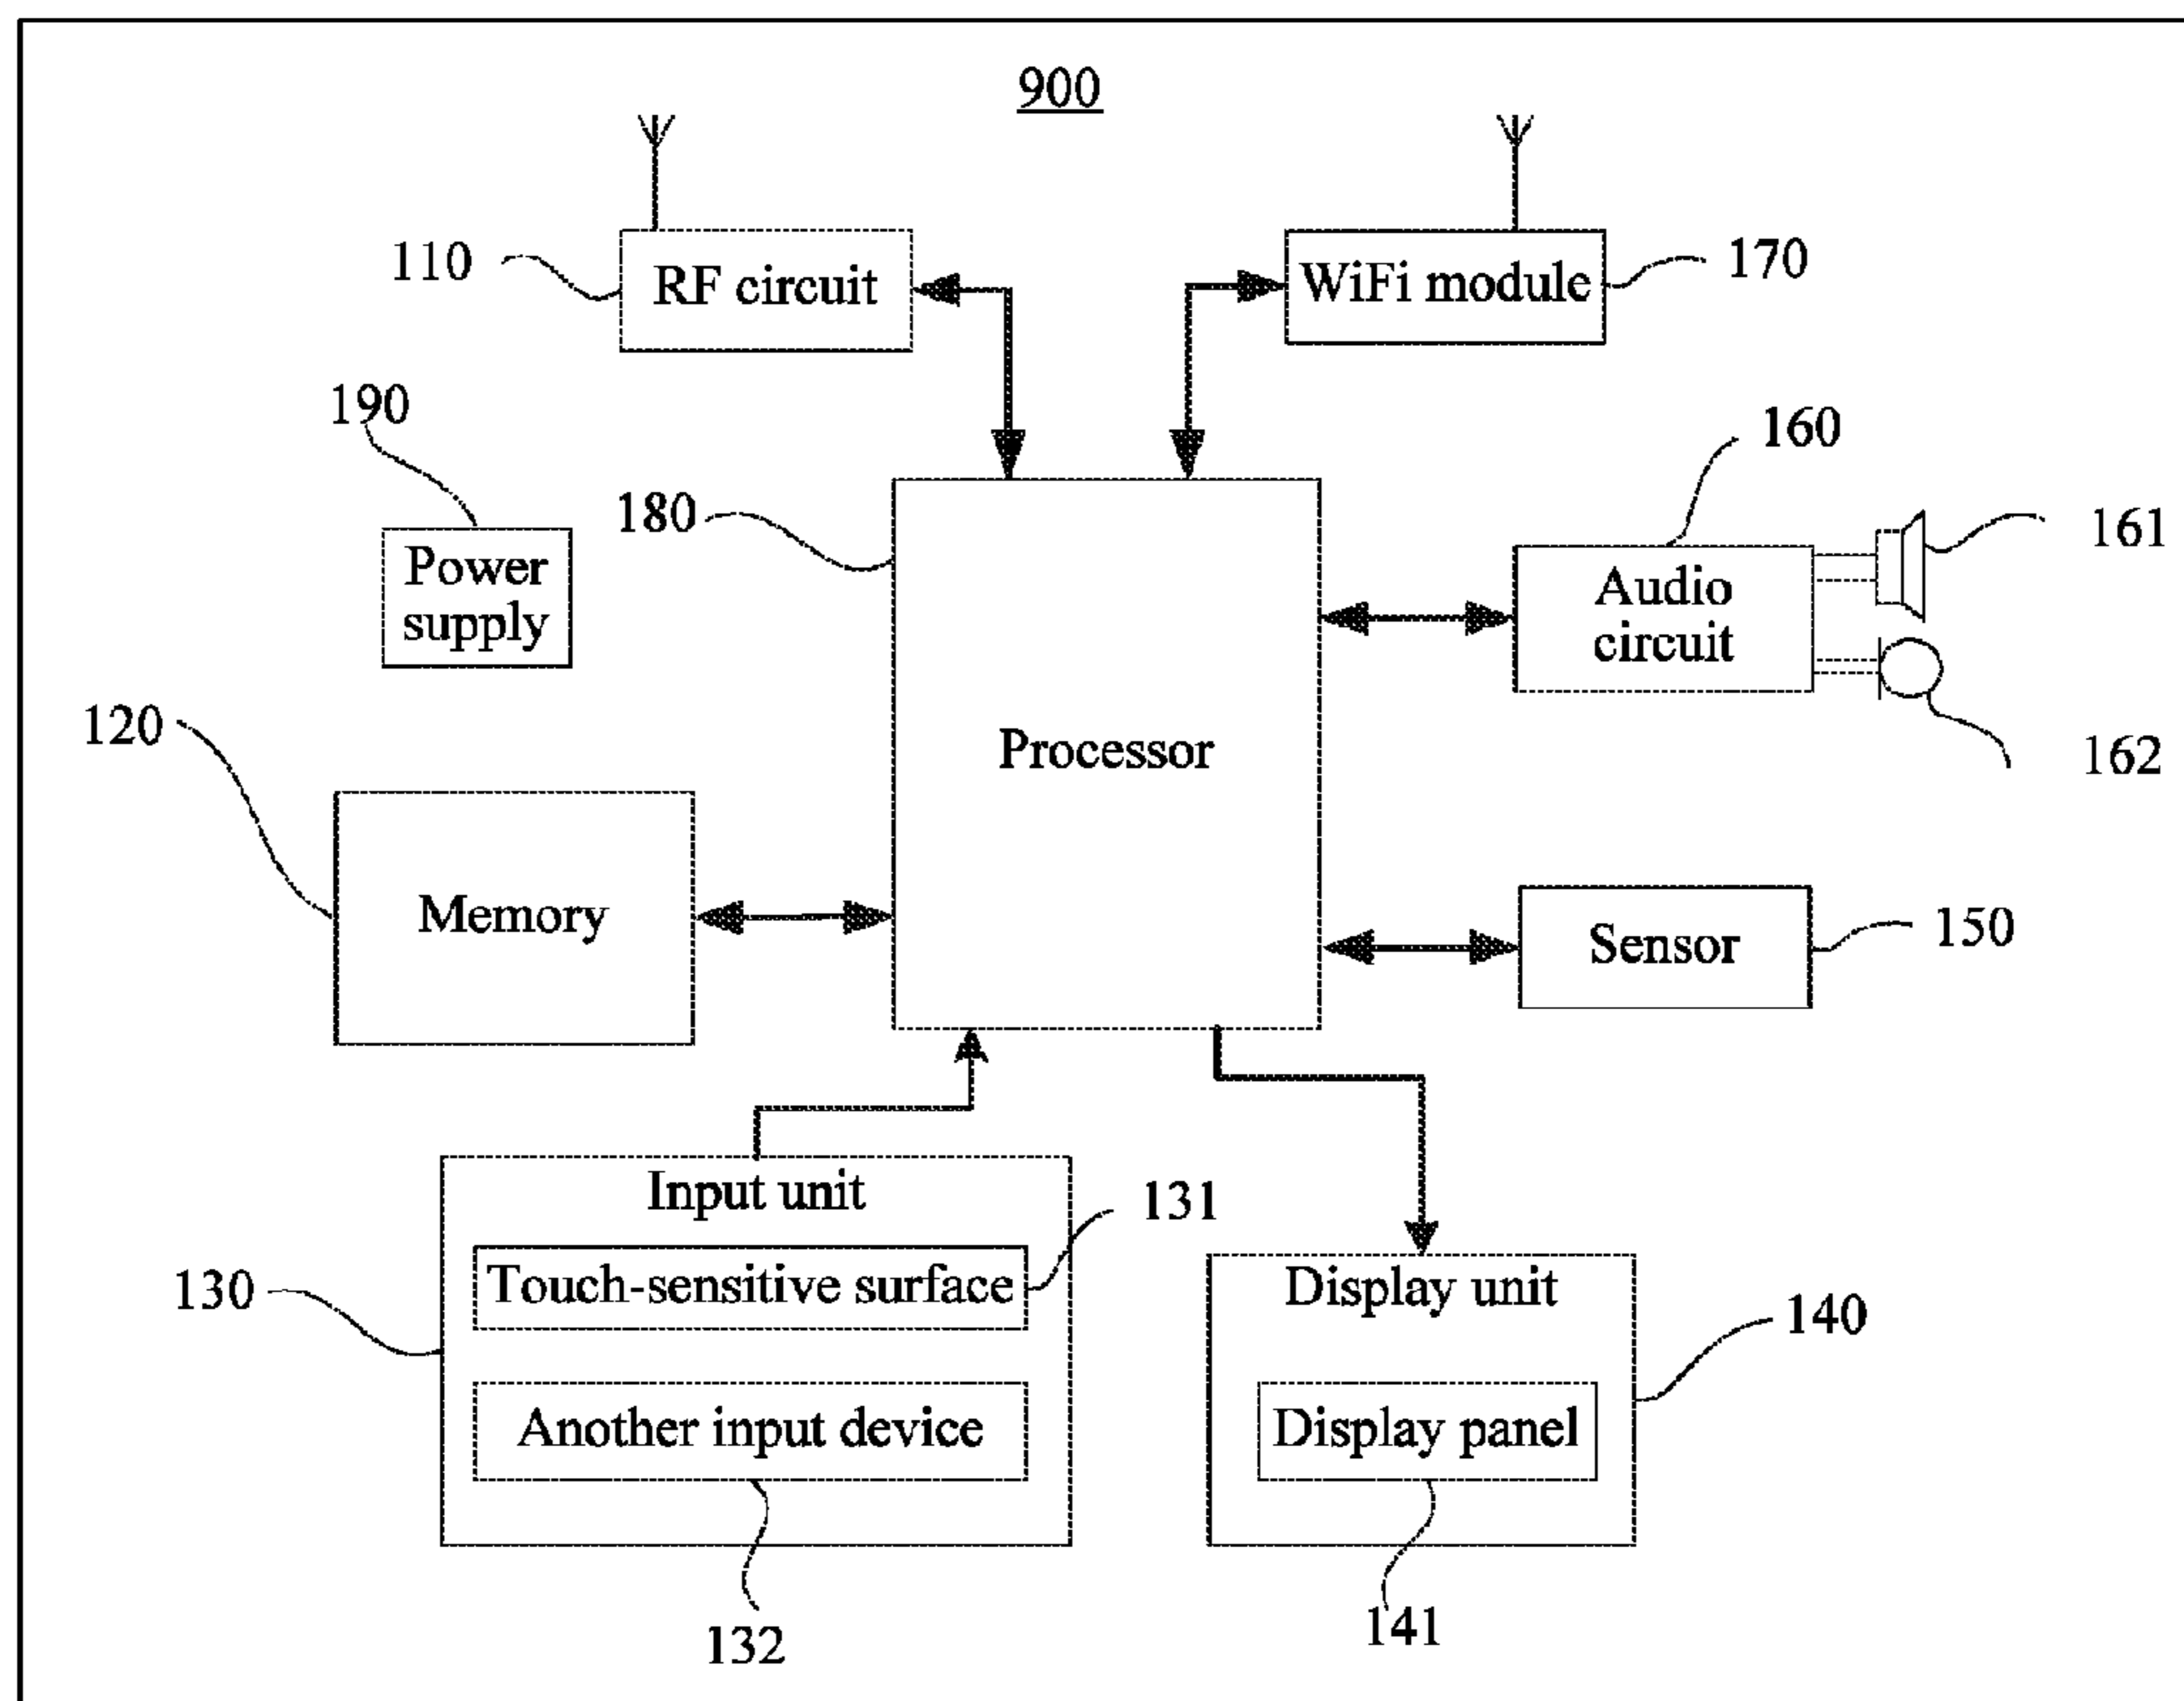 900
110
RF circuit
WiFi module
170
190
160
180
161
Power
supply
Audio
circuit
120
Processor
162
Memory
Sensor
150
Input unit
131
130
Touch-sensitive surface
Display unit
140
Another input device
Display panel
132
141